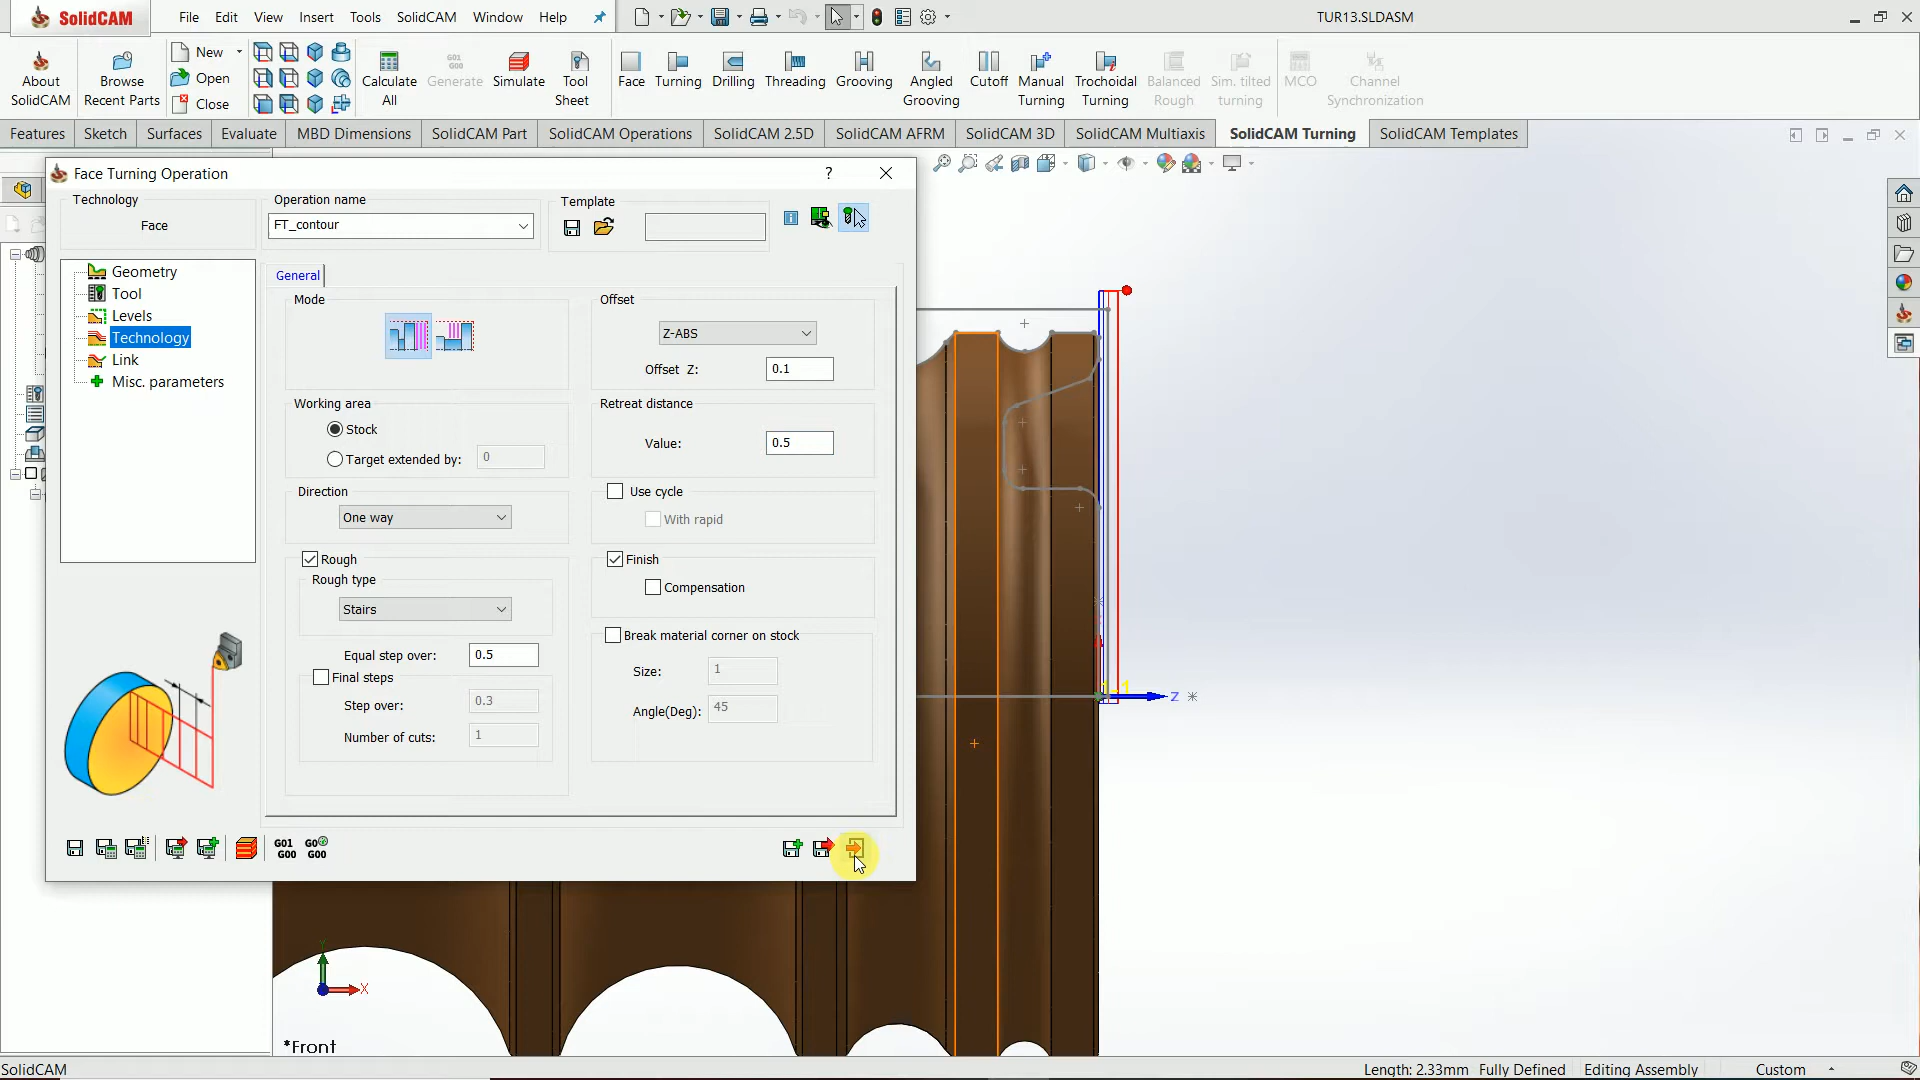 SolidCAM File Edit View Insert Tools SolidCAM Window Help TUR13.SLDASM
About SolidCAM
Browse Recent Parts
New
Open
Close
Calculate All
Generate
Simulate
Tool Sheet
Face
Turning
Drilling
Threading
Grooving
Angled Grooving
Cutoff
Manual Turning
Trochoidal Turning
Balanced Rough
Sim. tilted turning
MCO
Channel Synchronization
Features Sketch Surfaces Evaluate MBD Dimensions SolidCAM Part SolidCAM Operations SolidCAM 2.5D SolidCAM AFRM SolidCAM 3D SolidCAM Multiaxis SolidCAM Turning SolidCAM Templates
Face Turning Operation ?
Technology
Face
Operation name
FT_contour
Template
Geometry
Tool
Levels
Technology
Link
Misc. parameters
General
Mode
Working area
Stock
Target extended by: 0
Direction
One way
Rough
Rough type
Stairs
Equal step over: 0.5
Final steps
Step over: 0.3
Number of cuts: 1
Offset
Z-ABS
Offset Z: 0.1
Retreat distance
Value: 0.5
Use cycle
With rapid
Finish
Compensation
Break material corner on stock
Size: 1
Angle(Deg): 45
G01 G00
G0 G00
Z
Y
X
*Front
SolidCAM Length: 2.33mm Fully Defined Editing Assembly Custom